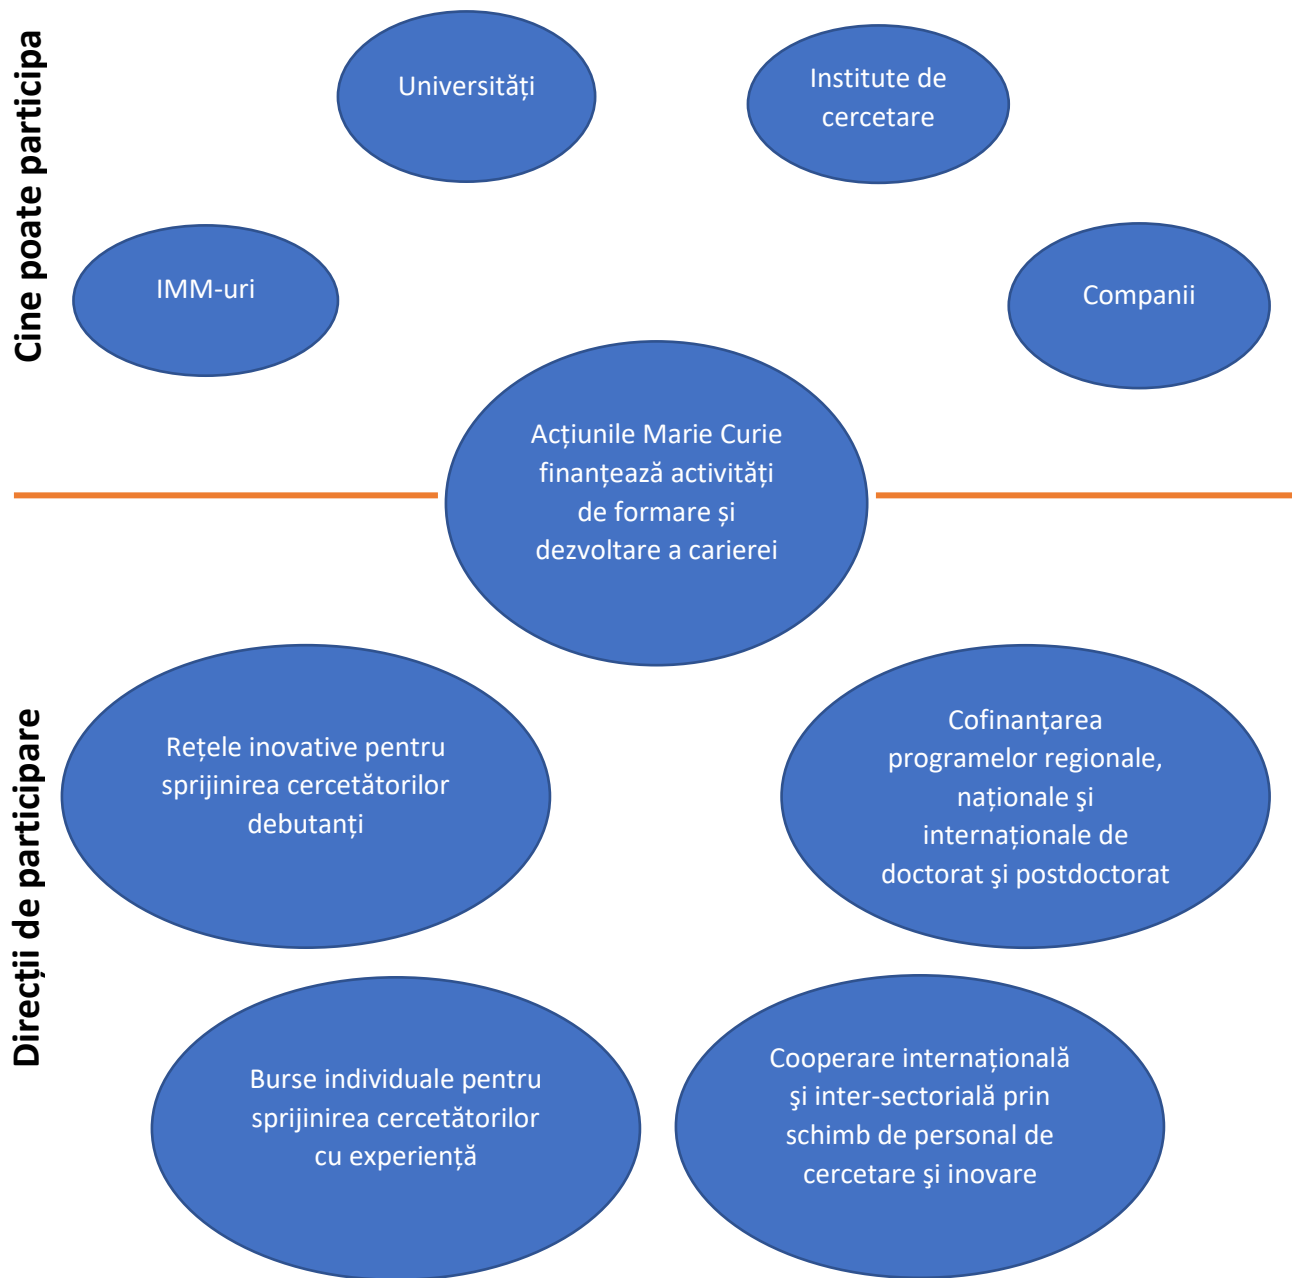 Cine poate participa
Universități
Institute de
cercetare
IMM-uri
Companii
Acțiunile Marie Curie
finanțează activități
de formare și
dezvoltare a carierei
Direcții de participare
Rețele inovative pentru
sprijinirea cercetătorilor
debutanți
Cofinanțarea
programelor regionale,
naționale şi
internaționale de
doctorat şi postdoctorat
Burse individuale pentru
sprijinirea cercetătorilor
cu experiență
Cooperare internațională
şi inter-sectorială prin
schimb de personal de
cercetare şi inovare